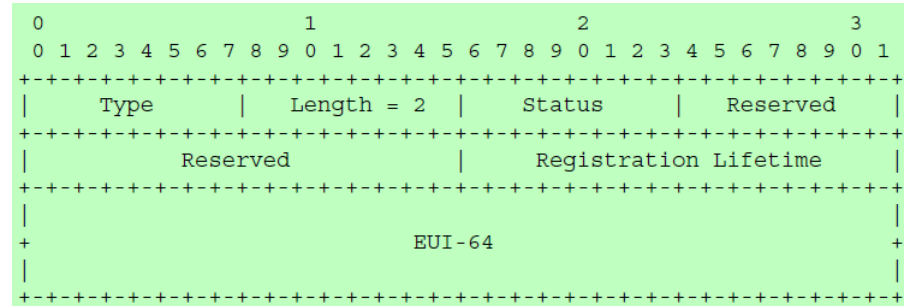 0                   1                   2                   3
 0 1 2 3 4 5 6 7 8 9 0 1 2 3 4 5 6 7 8 9 0 1 2 3 4 5 6 7 8 9 0 1
+-+-+-+-+-+-+-+-+-+-+-+-+-+-+-+-+-+-+-+-+-+-+-+-+-+-+-+-+-+-+-+-+
|     Type      |  Length = 2   |    Status     |   Reserved    |
+-+-+-+-+-+-+-+-+-+-+-+-+-+-+-+-+-+-+-+-+-+-+-+-+-+-+-+-+-+-+-+-+
|           Reserved            |     Registration Lifetime     |
+-+-+-+-+-+-+-+-+-+-+-+-+-+-+-+-+-+-+-+-+-+-+-+-+-+-+-+-+-+-+-+-+
|                                                               |
+                            EUI-64                             +
|                                                               |
+-+-+-+-+-+-+-+-+-+-+-+-+-+-+-+-+-+-+-+-+-+-+-+-+-+-+-+-+-+-+-+-+